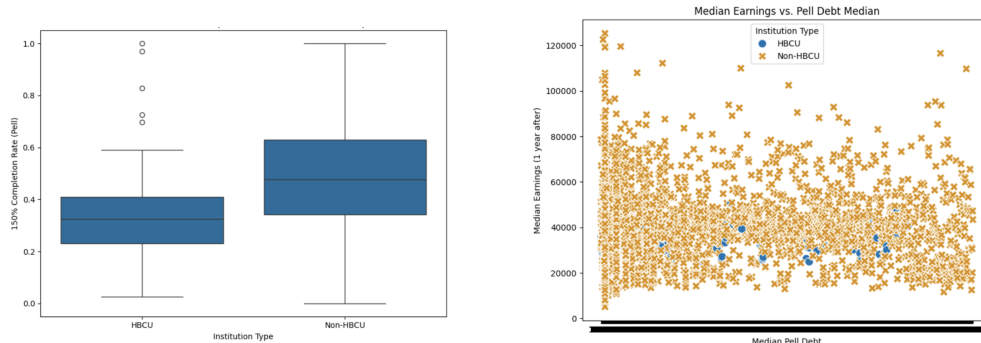 1.0
0.8
0.6
0.4
0.2
0.0
150% Completion Rate (Pell)
HBCU
Non-HBCU
Institution Type
Median Earnings vs. Pell Debt Median
Institution Type
HBCU
Non-HBCU
120000
100000
80000
60000
40000
20000
0
Median Earnings (1 year after)
Median Pell Debt